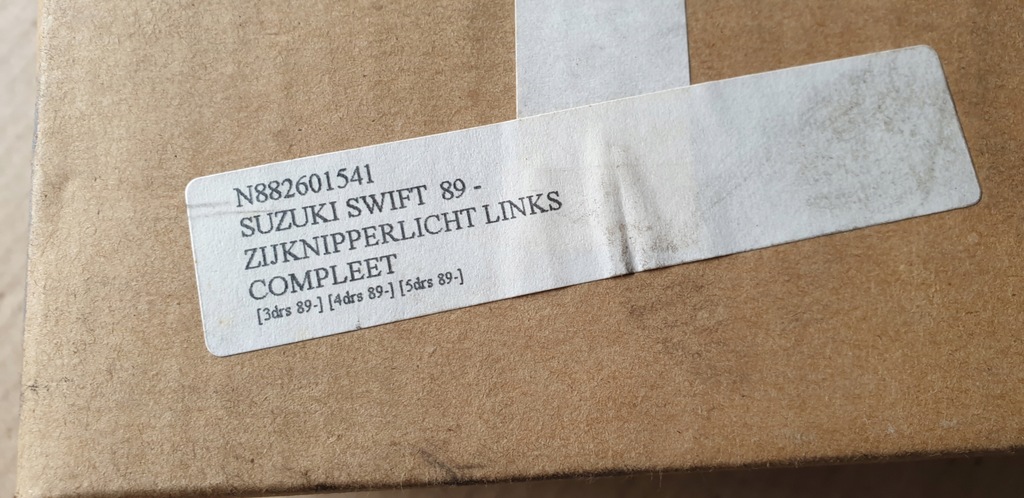 N882601541
SUZUKI SWIFT 89 -
ZIJKNIPPERLICHT LINKS
COMPLEET
[3drs 89-] [4drs 89-] [5drs 89-]